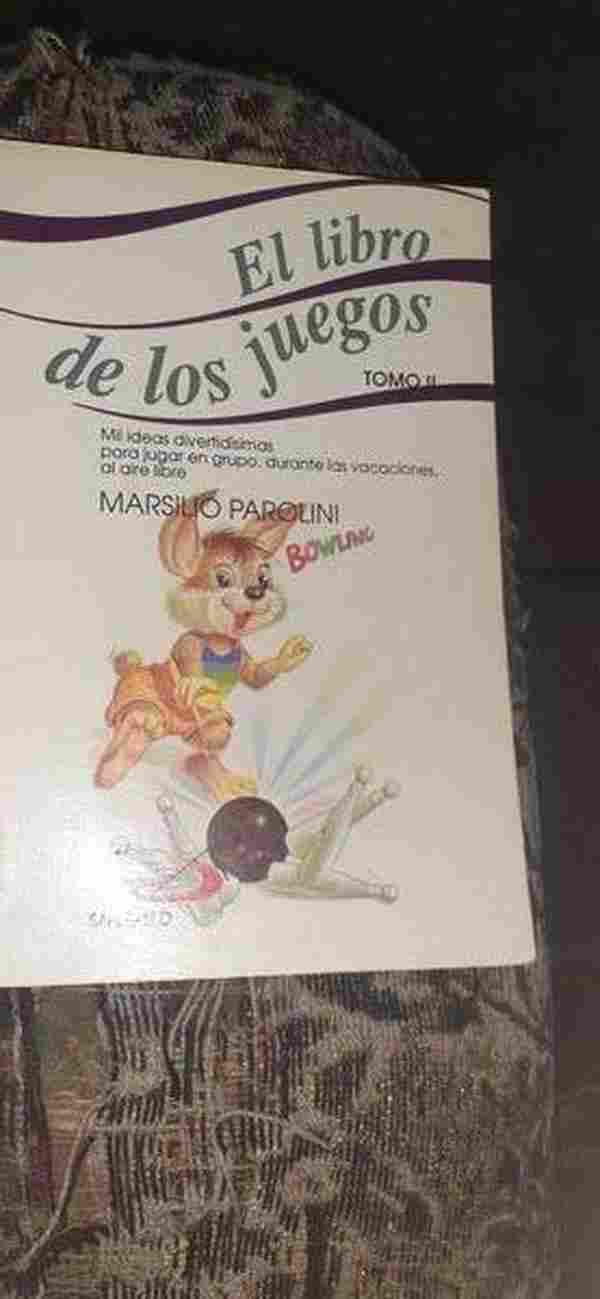 El libro
de los juegos
TOMO II
Mil ideas divertidísimas
para jugar en grupo, durante las vacaciones,
al aire libre
MARSILIO PAROLINI
BOWLING